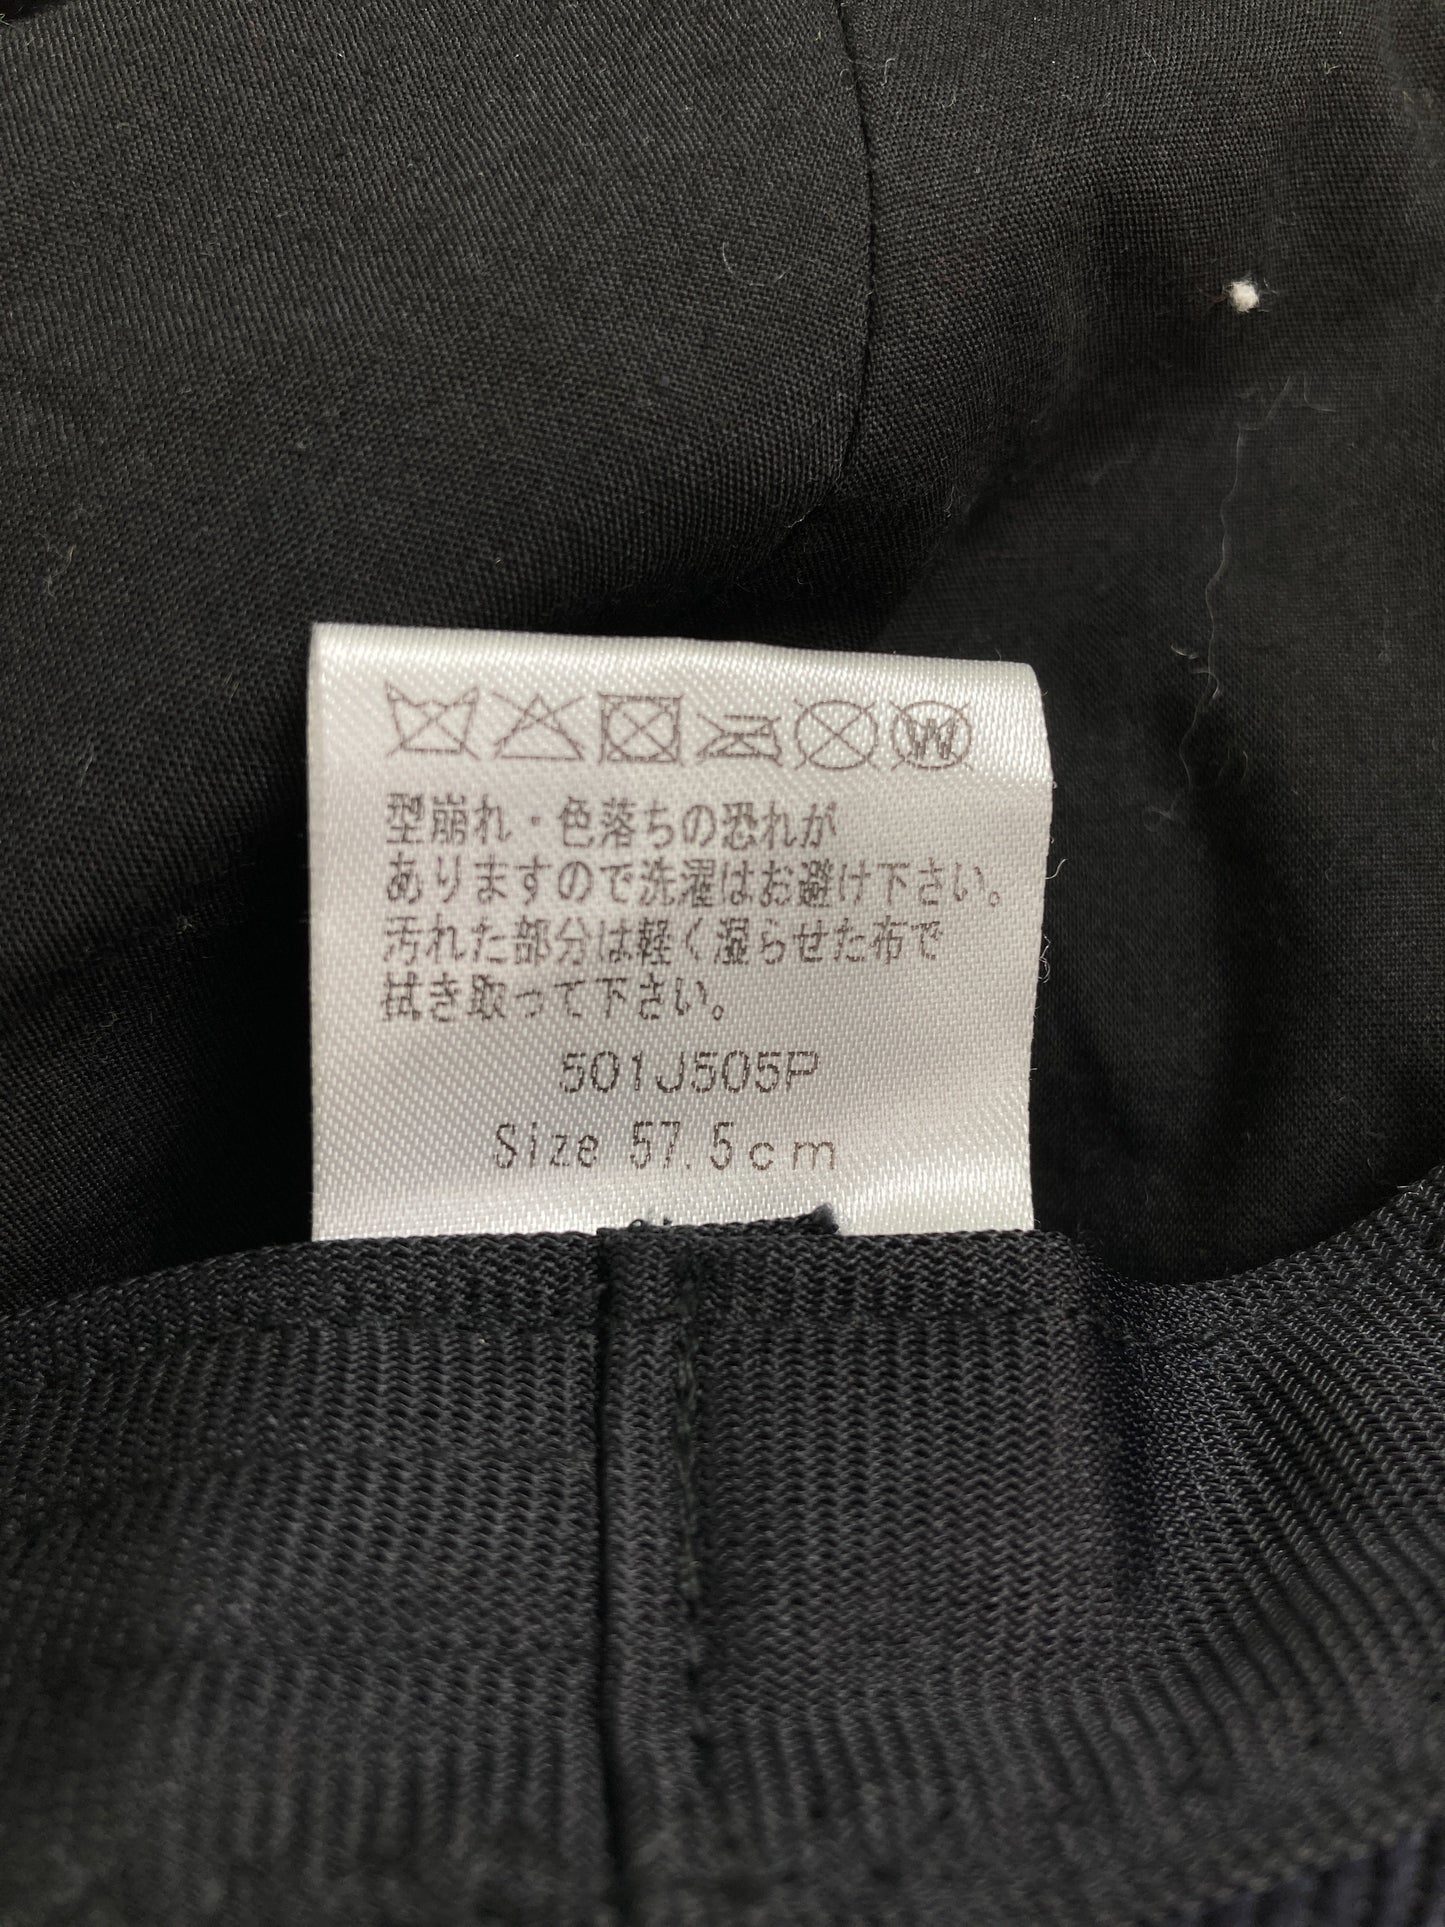 型崩れ・色落ちの恐れが
ありますので洗濯はお避け下さい。
汚れた部分は軽く湿らせた布で
拭き取って下さい。
501J505P
Size 57.5cm